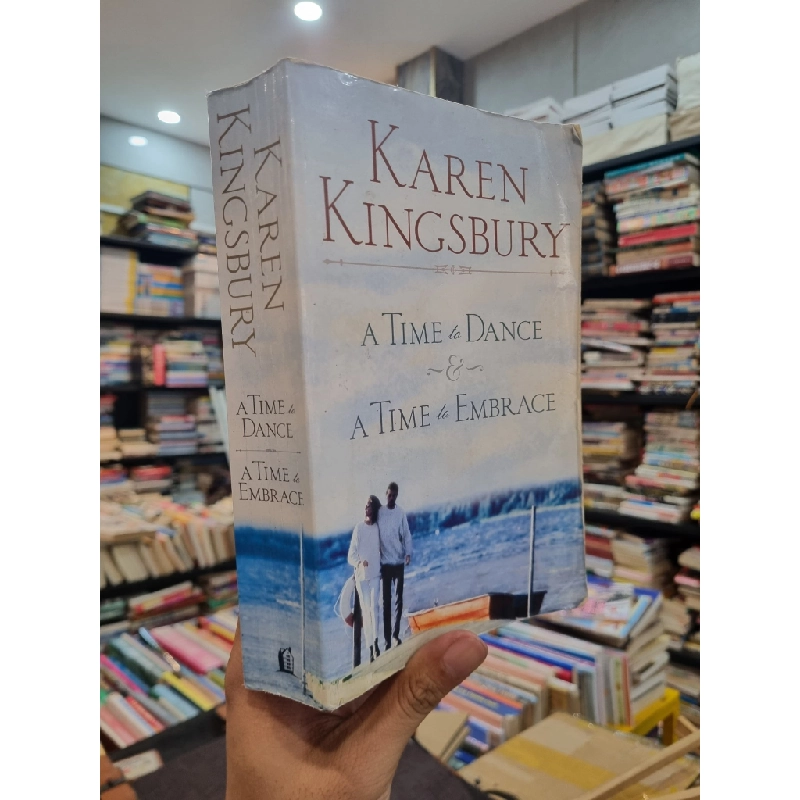 KAREN
KINGSBURY
A TIME to DANCE
&
A TIME to EMBRACE
KAREN
KINGSBURY
A TIME to
DANCE
A TIME to
EMBRACE